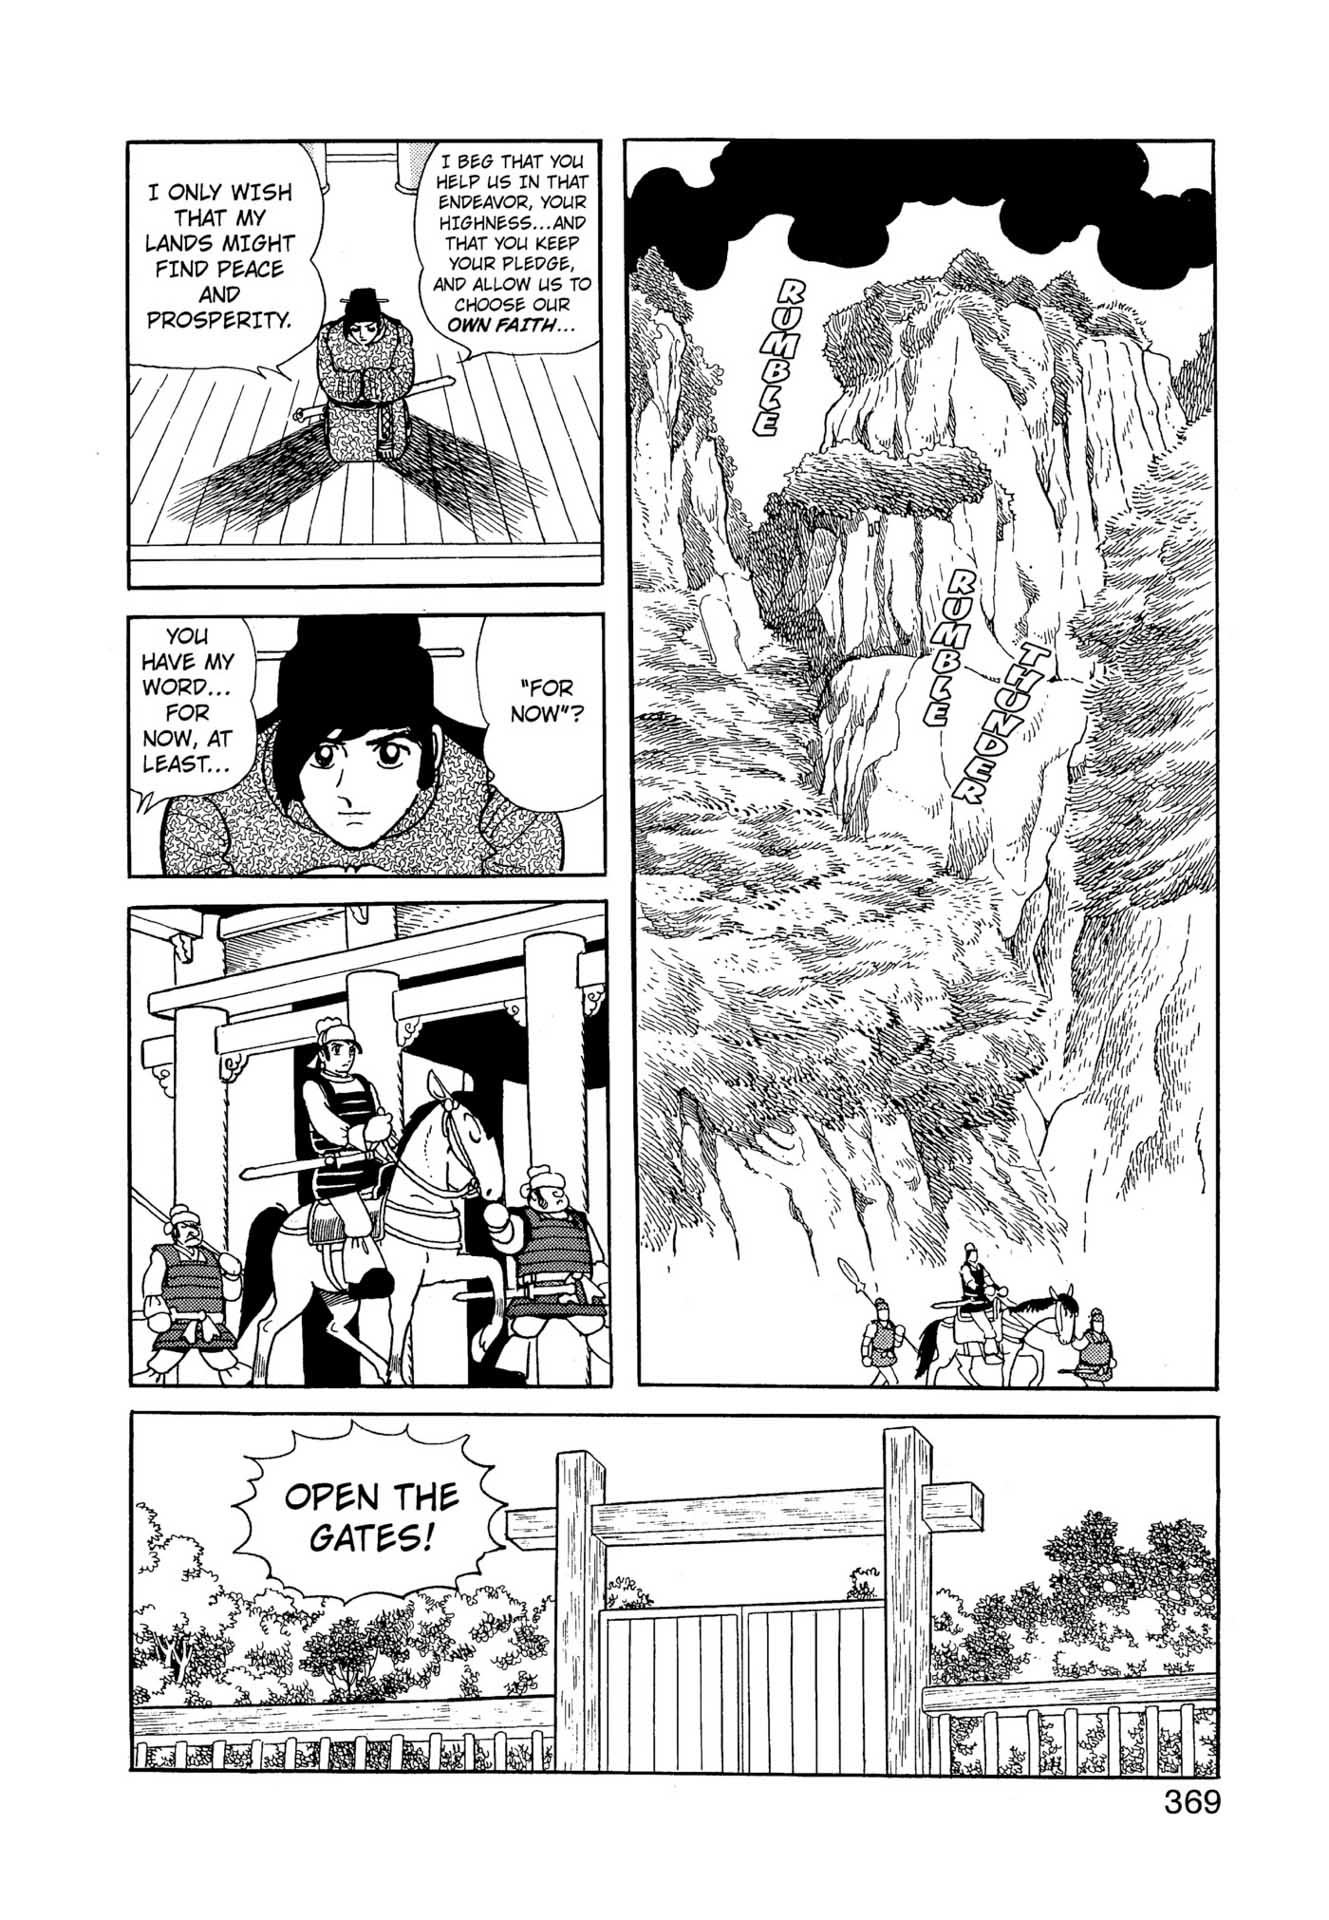 I ONLY WISH
THAT MY
LANDS MIGHT
FIND PEACE
AND
PROSPERITY.
I BEG THAT YOU
HELP US IN THAT
ENDEAVOR, YOUR
HIGHNESS...AND
THAT YOU KEEP
YOUR PLEDGE,
AND ALLOW US TO
CHOOSE OUR
OWN FAITH...
YOU
HAVE MY
WORD...
FOR
NOW, AT
LEAST...
"FOR
NOW"?
RUMBLE
RUMBLE
THUNDER
OPEN THE
GATES!
369